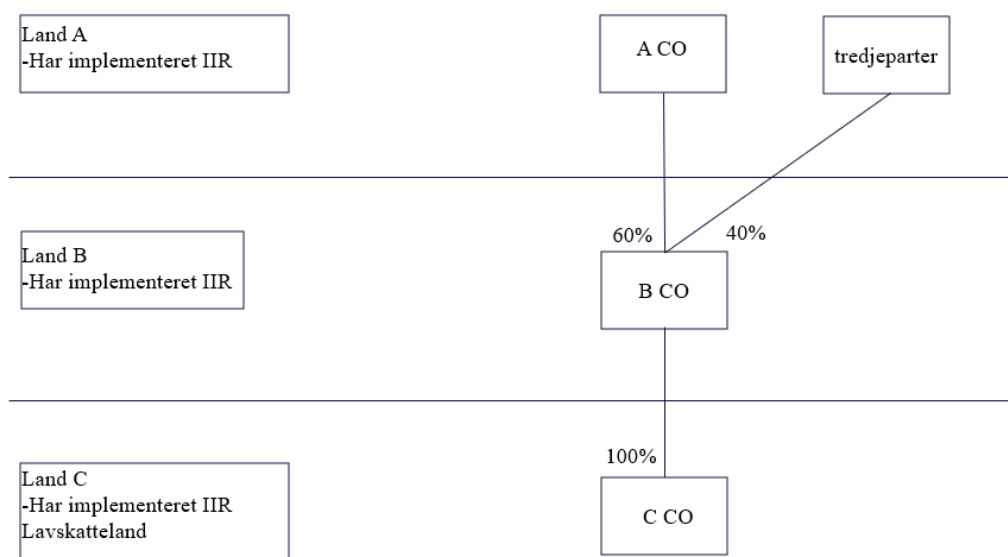 Land A
-Har implementeret IIR
A CO
tredjeparter
60%
40%
Land B
-Har implementeret IIR
B CO
100%
Land C
-Har implementeret IIR
Lavskatteland
C CO